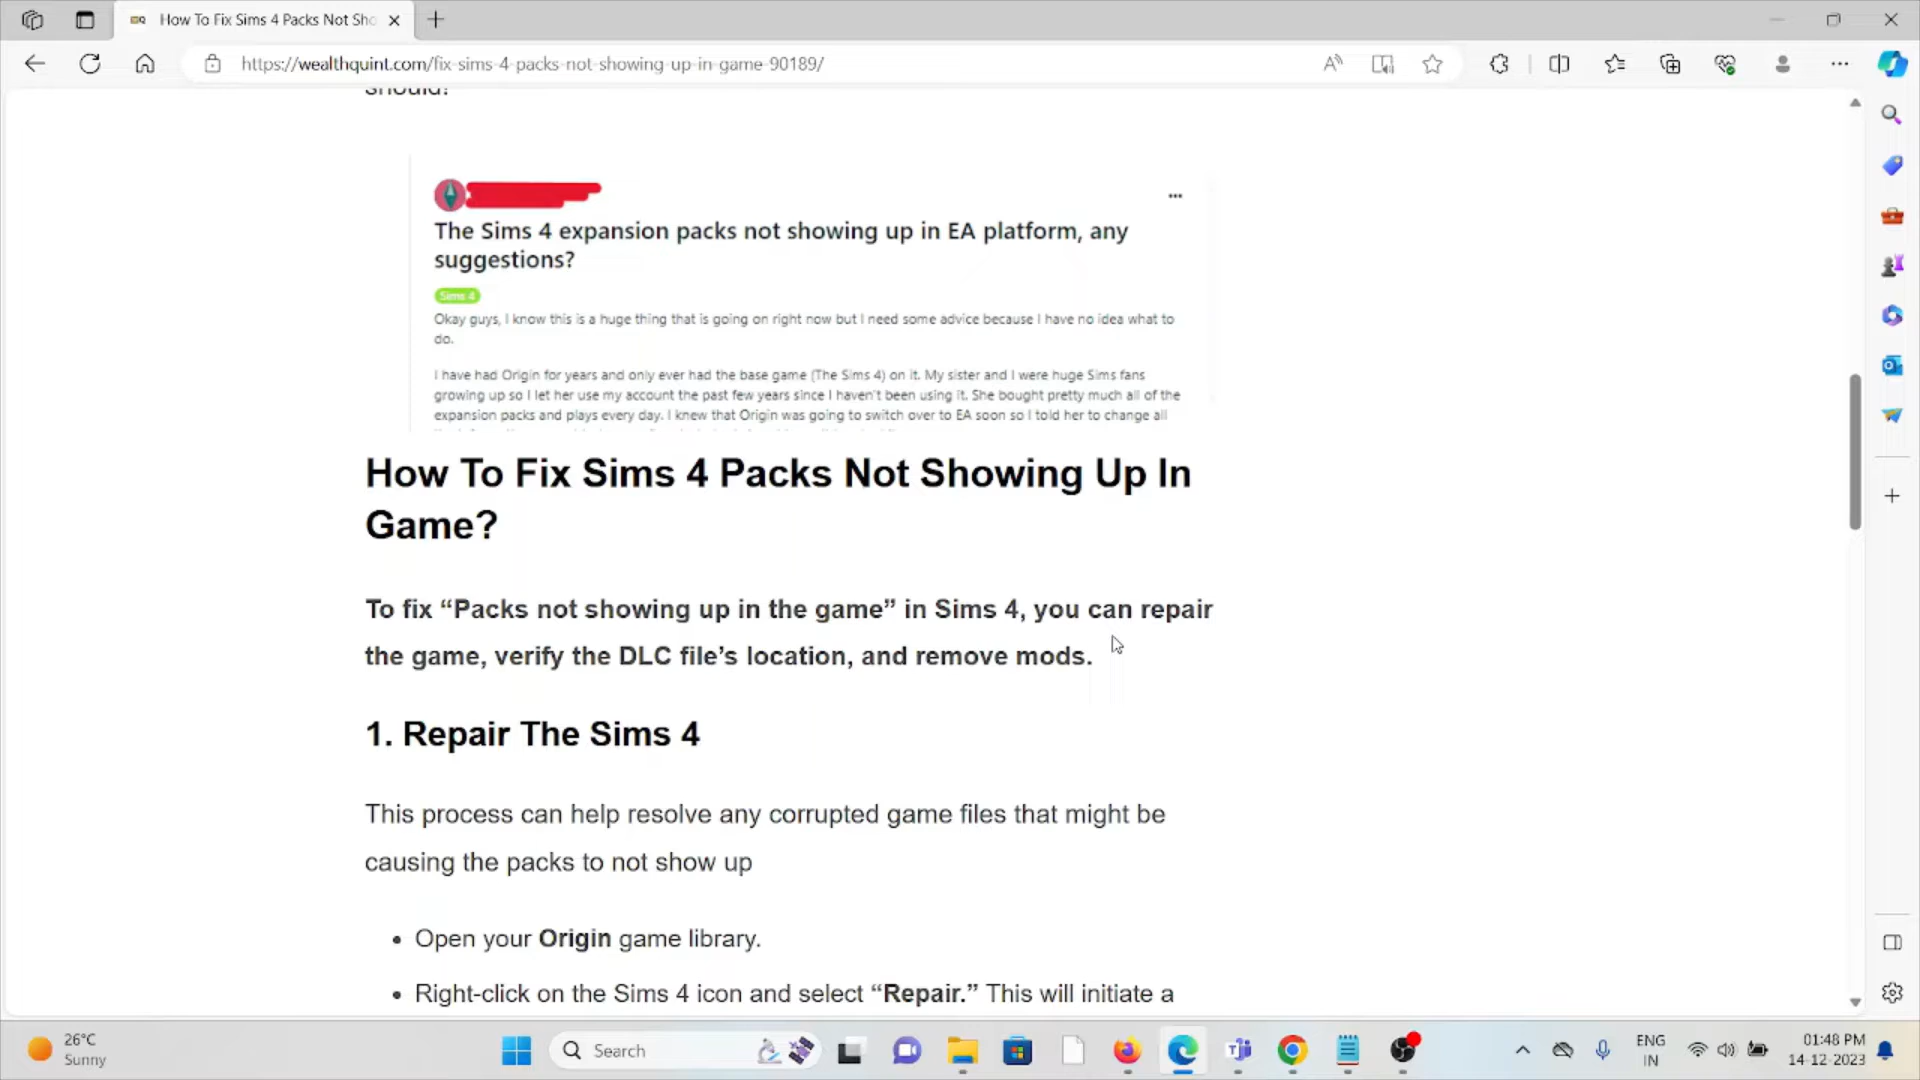 How To Fix Sims 4 Packs Not Sho
https://wealthquint.com/fix-sims-4-packs-not-showing-up-in-game-90189/
should?
The Sims 4 expansion packs not showing up in EA platform, any
suggestions?
Sims 4
Okay guys, I know this is a huge thing that is going on right now but I need some advice because I have no idea what to
do.
I have had Origin for years and only ever had the base game (The Sims 4) on it. My sister and I were huge Sims fans
growing up so I let her use my account the past few years since I haven't been using it. She bought pretty much all of the
expansion packs and plays every day. I knew that Origin was going to switch over to EA soon so I told her to change all
How To Fix Sims 4 Packs Not Showing Up In
Game?
To fix “Packs not showing up in the game” in Sims 4, you can repair
the game, verify the DLC file’s location, and remove mods.
1. Repair The Sims 4
This process can help resolve any corrupted game files that might be
causing the packs to not show up
• Open your Origin game library.
• Right-click on the Sims 4 icon and select “Repair.” This will initiate a
26°C
Sunny
Search
ENG
IN
01:48 PM
14-12-2023